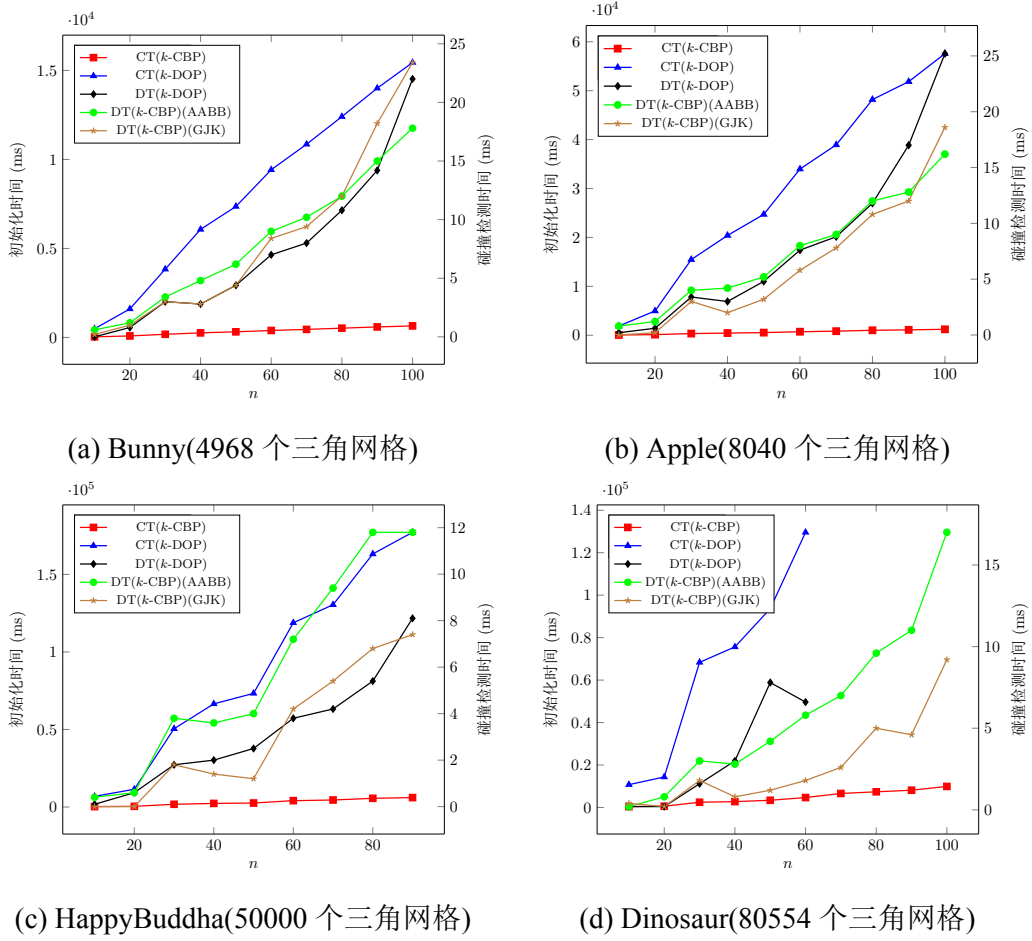 ·10^4
1.5
1
0.5
0
25
20
15
10
5
0
20 40 60 80 100
n
初始化时间 (ms)
碰撞检测时间 (ms)
CT(k-CBP)
CT(k-DOP)
DT(k-DOP)
DT(k-CBP)(AABB)
DT(k-CBP)(GJK)
(a) Bunny(4968 个三角网格)
·10^4
6
5
4
3
2
1
0
25
20
15
10
5
0
20 40 60 80 100
n
初始化时间 (ms)
碰撞检测时间 (ms)
CT(k-CBP)
CT(k-DOP)
DT(k-DOP)
DT(k-CBP)(AABB)
DT(k-CBP)(GJK)
(b) Apple(8040 个三角网格)
·10^5
1.5
1
0.5
0
12
10
8
6
4
2
0
20 40 60 80
n
初始化时间 (ms)
碰撞检测时间 (ms)
CT(k-CBP)
CT(k-DOP)
DT(k-DOP)
DT(k-CBP)(AABB)
DT(k-CBP)(GJK)
(c) HappyBuddha(50000 个三角网格)
·10^5
1.4
1.2
1
0.8
0.6
0.4
0.2
0
15
10
5
0
20 40 60 80 100
n
初始化时间 (ms)
碰撞检测时间 (ms)
CT(k-CBP)
CT(k-DOP)
DT(k-DOP)
DT(k-CBP)(AABB)
DT(k-CBP)(GJK)
(d) Dinosaur(80554 个三角网格)